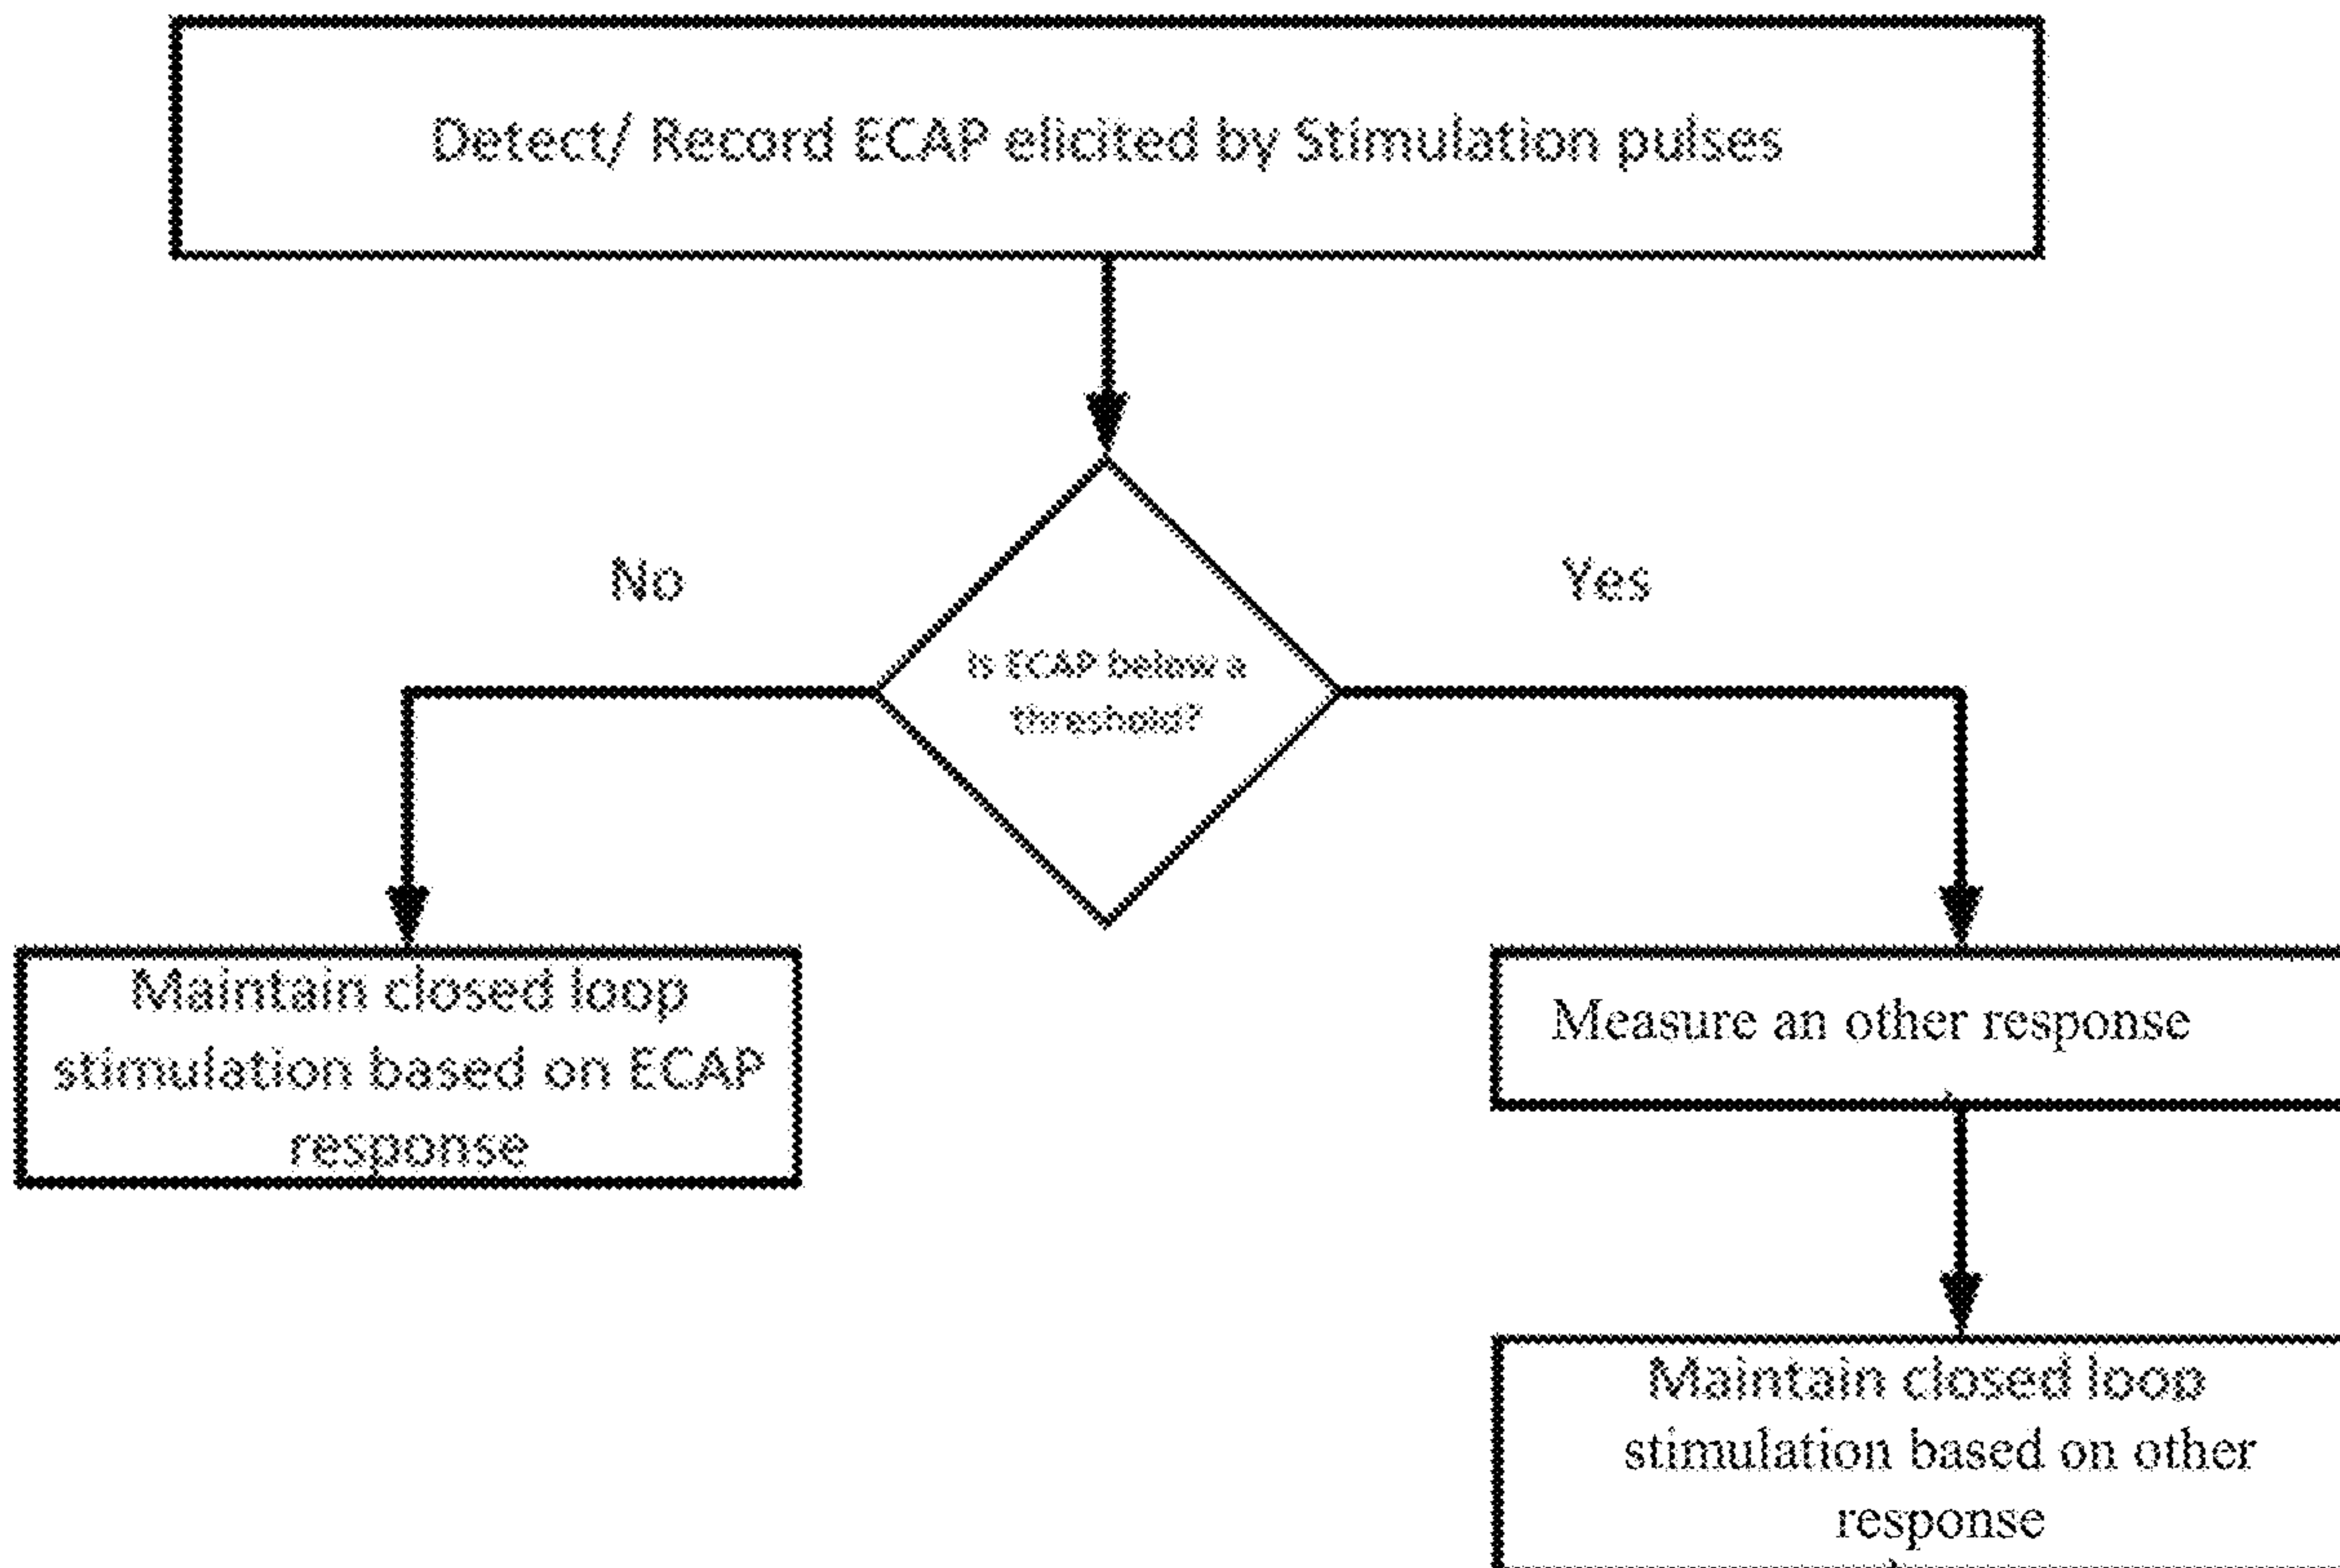 Detect/ Record ECAP elicited by Stimulation pulses
No
Yes
Is ECAP below a
threshold?
Maintain closed loop
stimulation based on ECAP
response
Measure an other response
Maintain closed loop
stimulation based on other
response